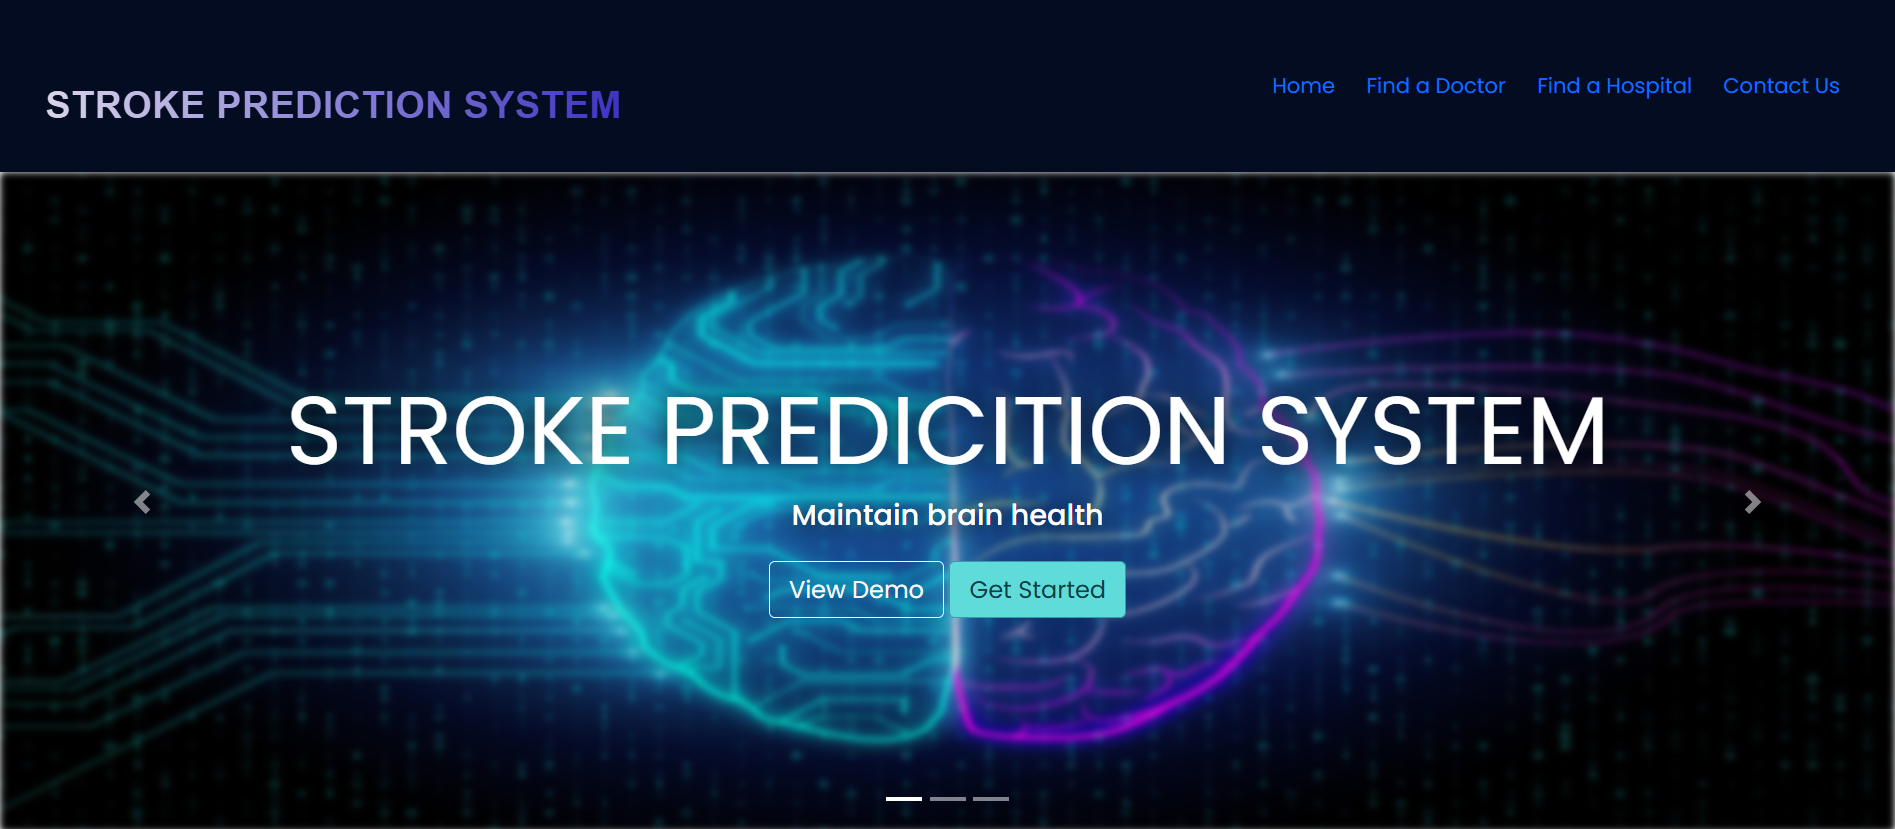 STROKE PREDICTION SYSTEM
Home Find a Doctor Find a Hospital Contact Us
STROKE PREDICITION SYSTEM
Maintain brain health
View Demo Get Started